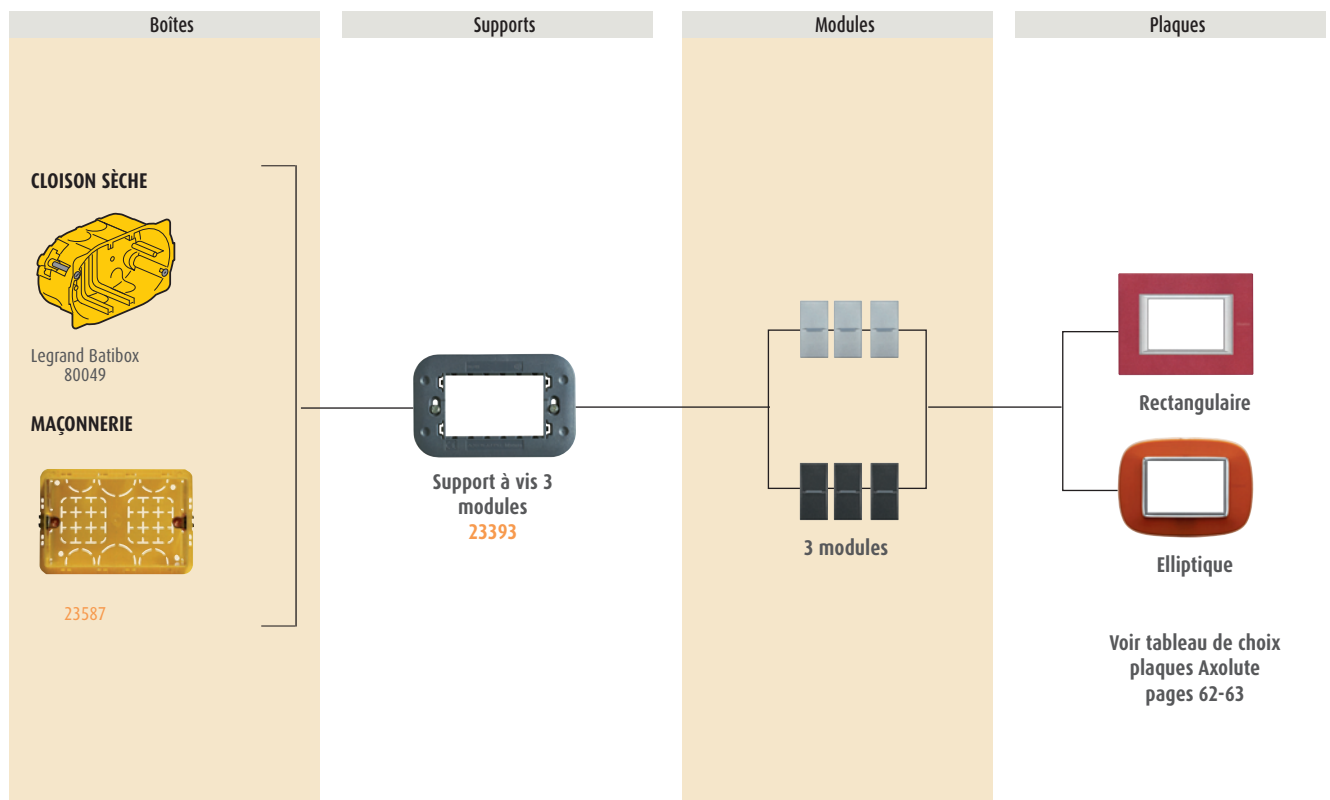 Boîtes
Supports
Modules
Plaques
CLOISON SÈCHE
Legrand Batibox
80049
MAÇONNERIE
23587
Support à vis 3
modules
23393
3 modules
Rectangulaire
Elliptique
Voir tableau de choix
plaques Axolute
pages 62-63